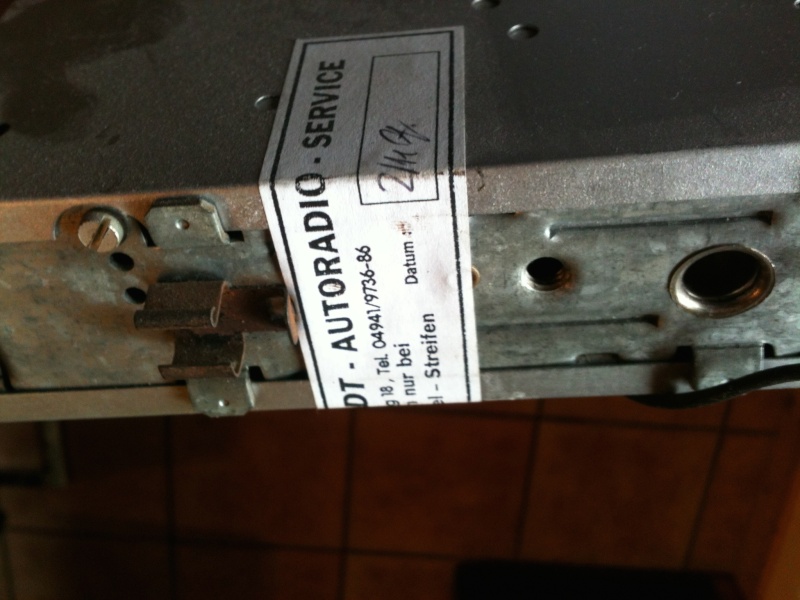 DT - AUTORADIO - SERVICE
g 18, Tel. 04941/9736-86
n nur bei Datum :
el - Streifen